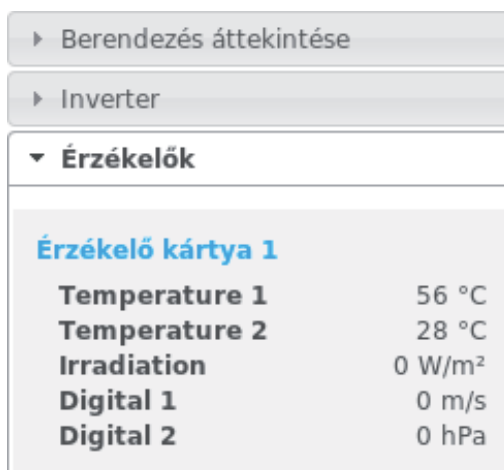 Berendezés áttekintése
Inverter
Érzékelők
Érzékelő kártya 1
Temperature 1 56 °C
Temperature 2 28 °C
Irradiation 0 W/m²
Digital 1 0 m/s
Digital 2 0 hPa